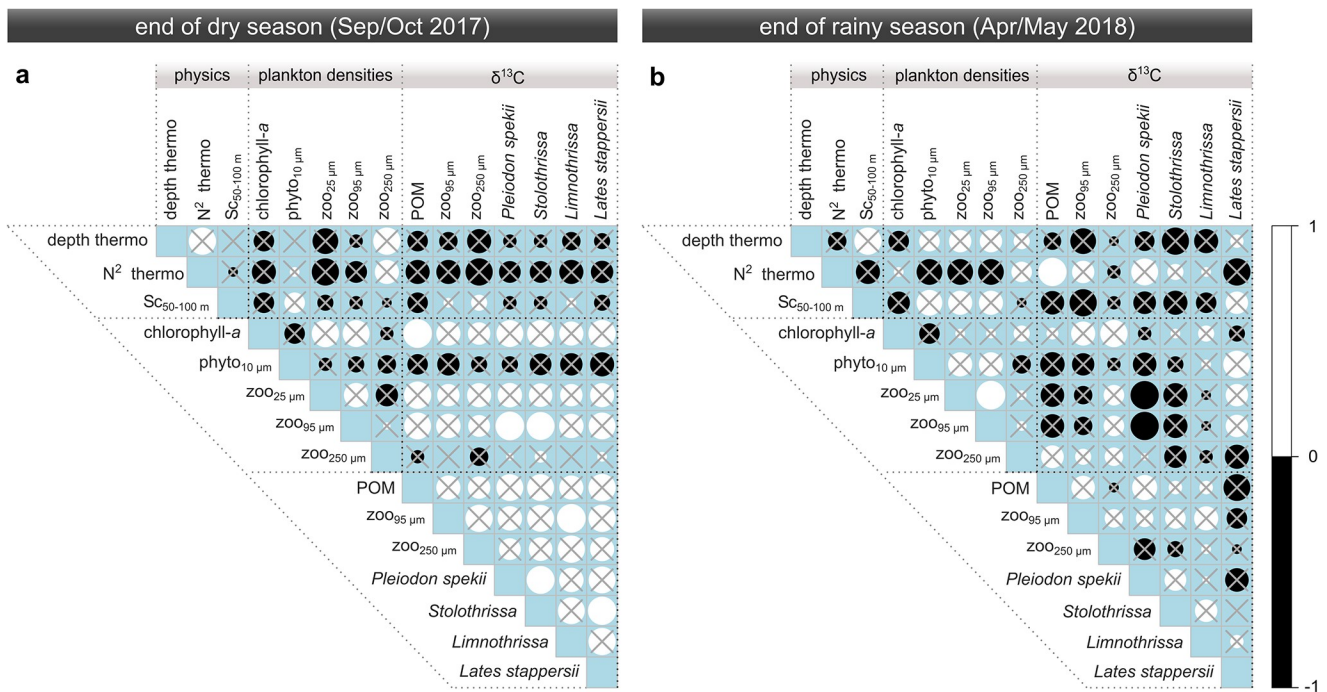 end of dry season (Sep/Oct 2017)
end of rainy season (Apr/May 2018)
a
physics
plankton densities
δ13C
depth thermo
N2 thermo
Sc50-100 m
chlorophyll-a
phyto10 µm
zoo25 µm
zoo95 µm
zoo250 µm
POM
zoo95 µm
zoo250 µm
Pleiodon spekii
Stolothrissa
Limnothrissa
Lates stappersii
depth thermo
N2 thermo
Sc50-100 m
chlorophyll-a
phyto10 µm
zoo25 µm
zoo95 µm
zoo250 µm
POM
zoo95 µm
zoo250 µm
Pleiodon spekii
Stolothrissa
Limnothrissa
Lates stappersii
b
physics
plankton densities
δ13C
depth thermo
N2 thermo
Sc50-100 m
chlorophyll-a
phyto10 µm
zoo25 µm
zoo95 µm
zoo250 µm
POM
zoo95 µm
zoo250 µm
Pleiodon spekii
Stolothrissa
Limnothrissa
Lates stappersii
depth thermo
N2 thermo
Sc50-100 m
chlorophyll-a
phyto10 µm
zoo25 µm
zoo95 µm
zoo250 µm
POM
zoo95 µm
zoo250 µm
Pleiodon spekii
Stolothrissa
Limnothrissa
Lates stappersii
1
0
-1